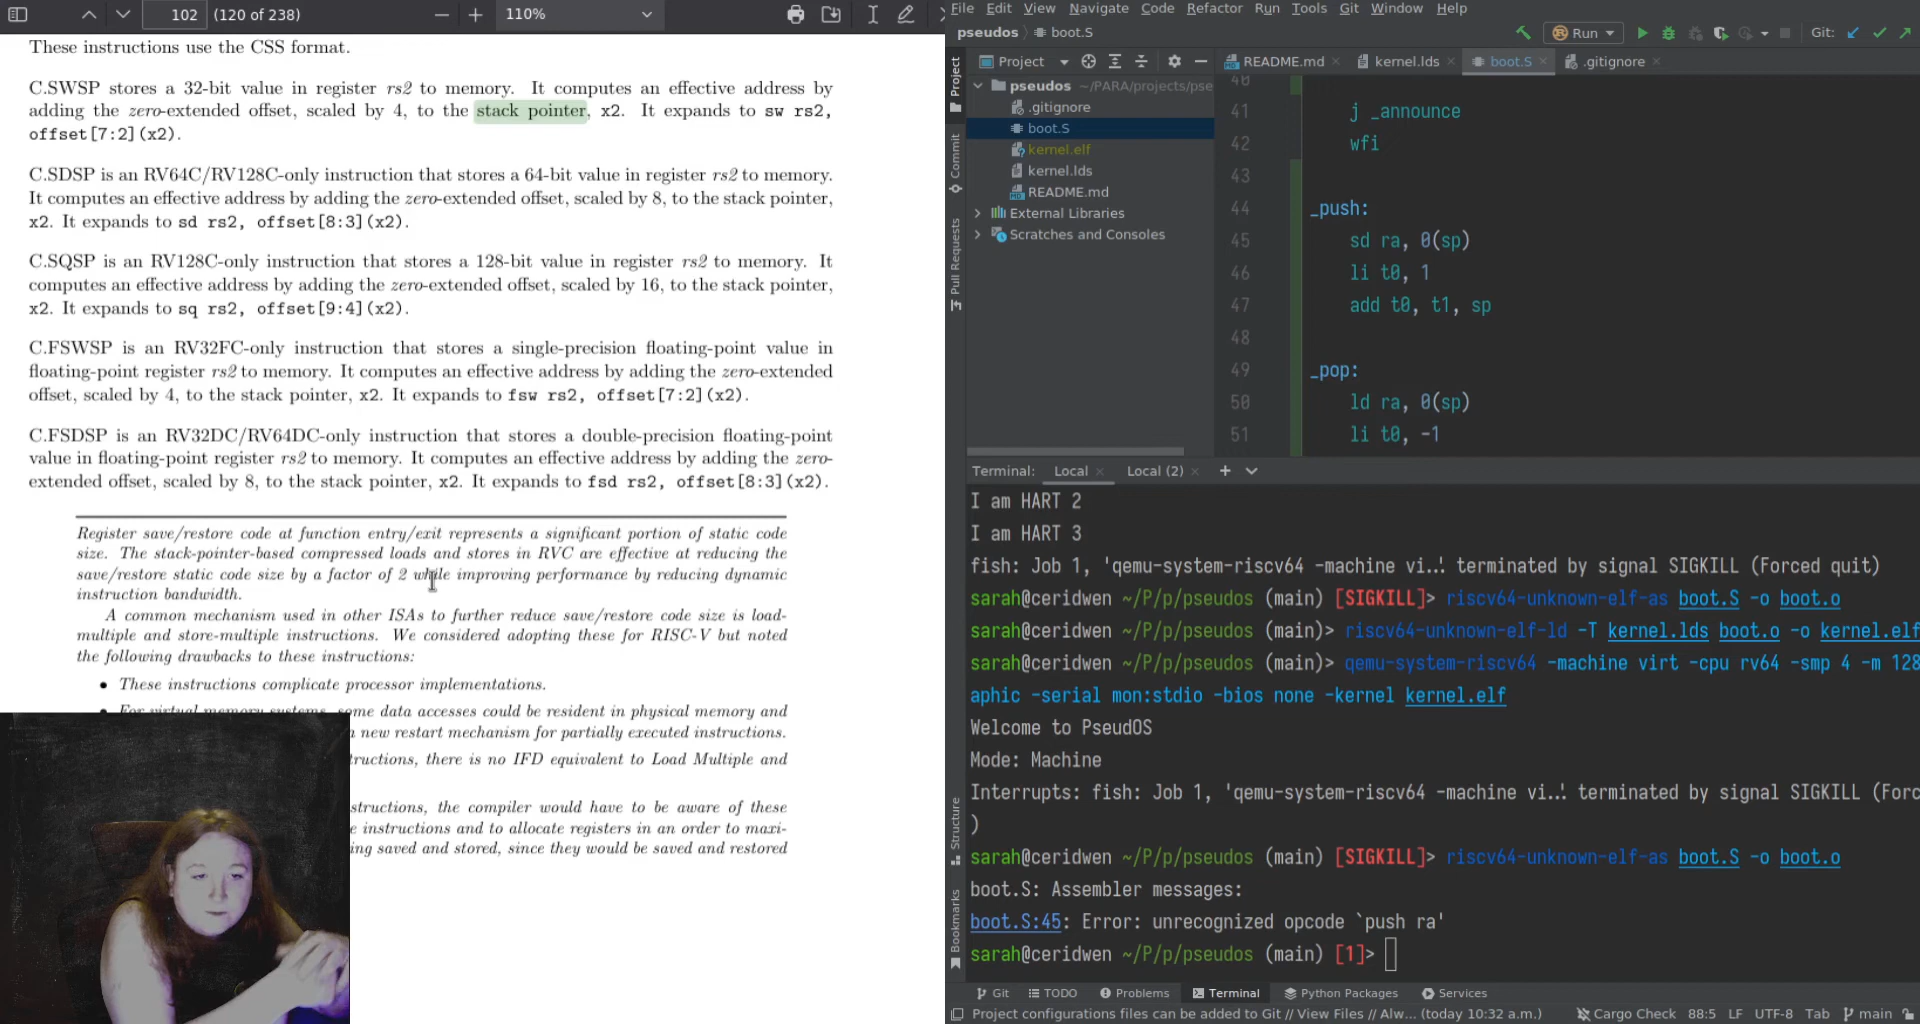 102 (120 of 238) 110%
These instructions use the CSS format.
C.SWSP stores a 32-bit value in register rs2 to memory. It computes an effective address by
adding the zero-extended offset, scaled by 4, to the stack pointer, x2. It expands to sw rs2,
offset[7:2](x2).
C.SDSP is an RV64C/RV128C-only instruction that stores a 64-bit value in register rs2 to memory.
It computes an effective address by adding the zero-extended offset, scaled by 8, to the stack pointer,
x2. It expands to sd rs2, offset[8:3](x2).
C.SQSP is an RV128C-only instruction that stores a 128-bit value in register rs2 to memory. It
computes an effective address by adding the zero-extended offset, scaled by 16, to the stack pointer,
x2. It expands to sq rs2, offset[9:4](x2).
C.FSWSP is an RV32FC-only instruction that stores a single-precision floating-point value in
floating-point register rs2 to memory. It computes an effective address by adding the zero-extended
offset, scaled by 4, to the stack pointer, x2. It expands to fsw rs2, offset[7:2](x2).
C.FSDSP is an RV32DC/RV64DC-only instruction that stores a double-precision floating-point
value in floating-point register rs2 to memory. It computes an effective address by adding the zero-
extended offset, scaled by 8, to the stack pointer, x2. It expands to fsd rs2, offset[8:3](x2).
Register save/restore code at function entry/exit represents a significant portion of static code
size. The stack-pointer-based compressed loads and stores in RVC are effective at reducing the
save/restore static code size by a factor of 2 while improving performance by reducing dynamic
instruction bandwidth.
A common mechanism used in other ISAs to further reduce save/restore code size is load-
multiple and store-multiple instructions. We considered adopting these for RISC-V but noted
the following drawbacks to these instructions:
• These instructions complicate processor implementations.
• For virtual memory systems, some data accesses could be resident in physical memory and
new restart mechanism for partially executed instructions.
tructions, there is no IFD equivalent to Load Multiple and
structions, the compiler would have to be aware of these
e instructions and to allocate registers in an order to maxi-
ing saved and stored, since they would be saved and restored
File Edit View Navigate Code Refactor Run Tools Git Window Help
pseudos boot.S Run Git:
Project README.md kernel.lds boot.S .gitignore
Project
Commit
Pull Requests
Structure
Bookmarks
pseudos ~/PARA/projects/pse
.gitignore
boot.S
kernel.elf
kernel.lds
README.md
External Libraries
Scratches and Consoles
40
41 j _announce
42 wfi
43
44 _push:
45 sd ra, 0(sp)
46 li t0, 1
47 add t0, t1, sp
48
49 _pop:
50 ld ra, 0(sp)
51 li t0, -1
Terminal: Local Local (2)
I am HART 2
I am HART 3
fish: Job 1, 'qemu-system-riscv64 -machine vi…' terminated by signal SIGKILL (Forced quit)
sarah@ceridwen ~/P/p/pseudos (main) [SIGKILL]> riscv64-unknown-elf-as boot.S -o boot.o
sarah@ceridwen ~/P/p/pseudos (main)> riscv64-unknown-elf-ld -T kernel.lds boot.o -o kernel.elf
sarah@ceridwen ~/P/p/pseudos (main)> qemu-system-riscv64 -machine virt -cpu rv64 -smp 4 -m 128
aphic -serial mon:stdio -bios none -kernel kernel.elf
Welcome to PseudOS
Mode: Machine
Interrupts: fish: Job 1, 'qemu-system-riscv64 -machine vi…' terminated by signal SIGKILL (Forc
)
sarah@ceridwen ~/P/p/pseudos (main) [SIGKILL]> riscv64-unknown-elf-as boot.S -o boot.o
boot.S: Assembler messages:
boot.S:45: Error: unrecognized opcode `push ra'
sarah@ceridwen ~/P/p/pseudos (main) [1]>
Git TODO Problems Terminal Python Packages Services
Project configurations files can be added to Git // View Files // Alw... (today 10:32 a.m.) Cargo Check 88:5 LF UTF-8 Tab main